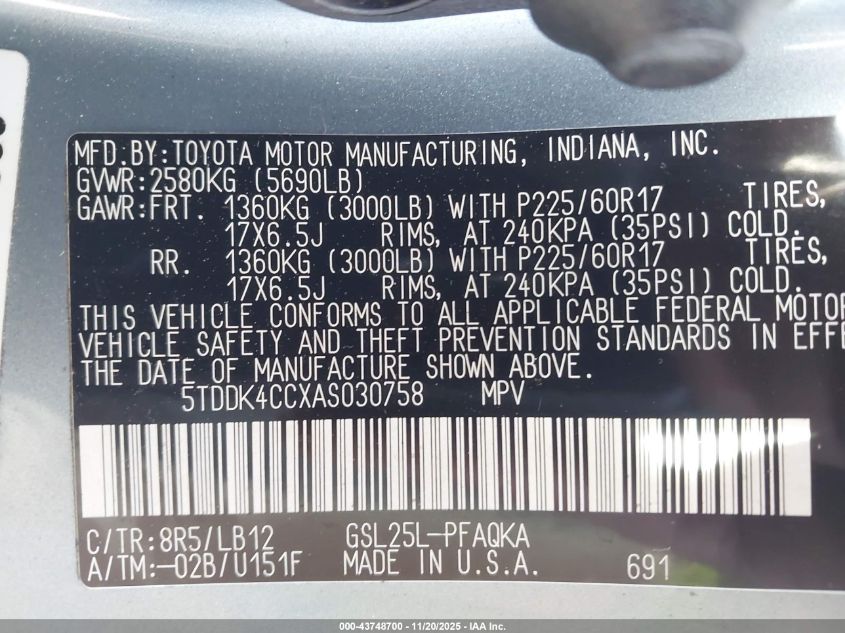 MFD.BY:TOYOTA MOTOR MANUFACTURING, INDIANA, INC.
GVWR:2580KG (5690LB)
GAWR:FRT. 1360KG (3000LB) WITH P225/60R17 TIRES,
17X6.5J RIMS, AT 240KPA (35PSI) COLD.
RR. 1360KG (3000LB) WITH P225/60R17 TIRES,
17X6.5J RIMS, AT 240KPA (35PSI) COLD.
THIS VEHICLE CONFORMS TO ALL APPLICABLE FEDERAL MOTOR
VEHICLE SAFETY AND THEFT PREVENTION STANDARDS IN EFFE
THE DATE OF MANUFACTURE SHOWN ABOVE.
5TDDK4CCXAS030758 MPV
C/TR:8R5/LB12 GSL25L-PFAQKA
A/TM:-02B/U151F MADE IN U.S.A. 691
000-43748700 - 11/20/2025 - IAA Inc.